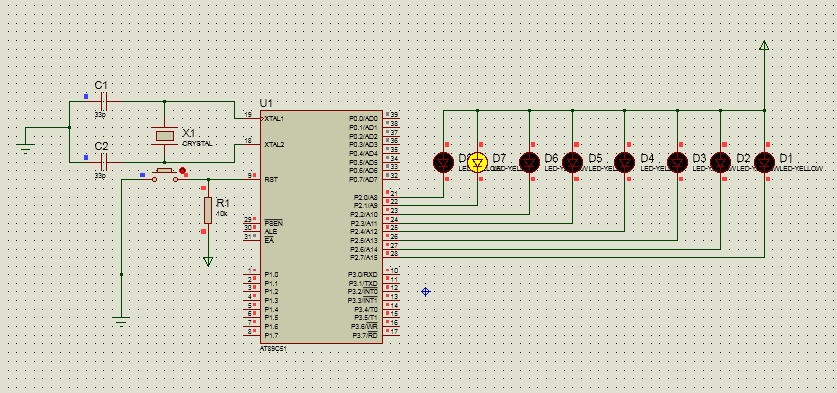 C1
33p
C2
33p
X1
CRYSTAL
R1
10k
U1
19 XTAL1
18 XTAL2
9 RST
29 PSEN
30 ALE
31 EA
1 P1.0
2 P1.1
3 P1.2
4 P1.3
5 P1.4
6 P1.5
7 P1.6
8 P1.7
P0.0/AD0 39
P0.1/AD1 38
P0.2/AD2 37
P0.3/AD3 36
P0.4/AD4 35
P0.5/AD5 34
P0.6/AD6 33
P0.7/AD7 32
P2.0/A8 21
P2.1/A9 22
P2.2/A10 23
P2.3/A11 24
P2.4/A12 25
P2.5/A13 26
P2.6/A14 27
P2.7/A15 28
P3.0/RXD 10
P3.1/TXD 11
P3.2/INT0 12
P3.3/INT1 13
P3.4/T0 14
P3.5/T1 15
P3.6/WR 16
P3.7/RD 17
AT89C51
D7
D6
D5
D4
D3
D2
D1
LED-YELLOW